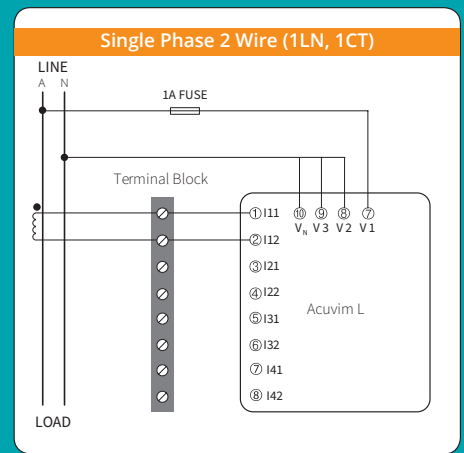 Single Phase 2 Wire (1LN, 1CT)
LINE
A N
1A FUSE
Terminal Block
① I11
② I12
③ I21
④ I22
⑤ I31
⑥ I32
⑦ I41
⑧ I42
⑩ ⑨ ⑧ ⑦
VN V3 V2 V1
Acuvim L
LOAD